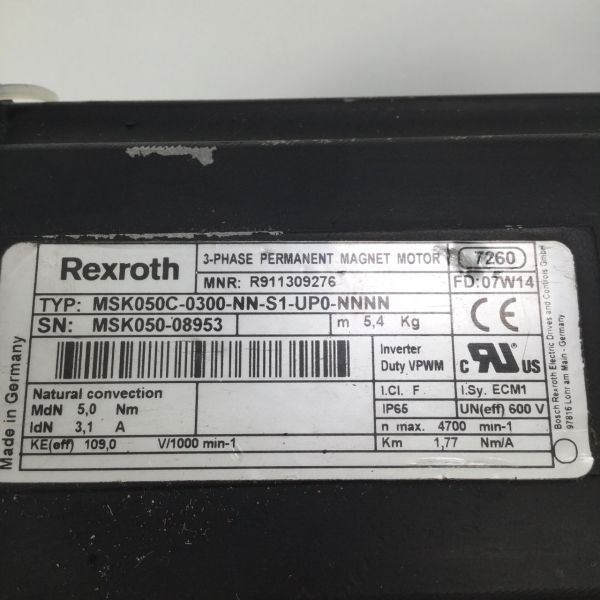 Rexroth
3-PHASE PERMANENT MAGNET MOTOR
7260
MNR: R911309276
FD:07W14
TYP: MSK050C-0300-NN-S1-UP0-NNNN
SN: MSK050-08953
m 5,4 Kg
CE
Inverter
Duty VPWM
c RU US
Natural convection
MdN 5,0 Nm
IdN 3,1 A
KE(eff) 109,0 V/1000 min-1
I.Cl. F
I.Sy. ECM1
IP65
UN(eff) 600 V
n max. 4700 min-1
Km 1,77 Nm/A
Made in Germany
Bosch Rexroth Electric Drives and Controls GmbH
97816 Lohr am Main - Germany